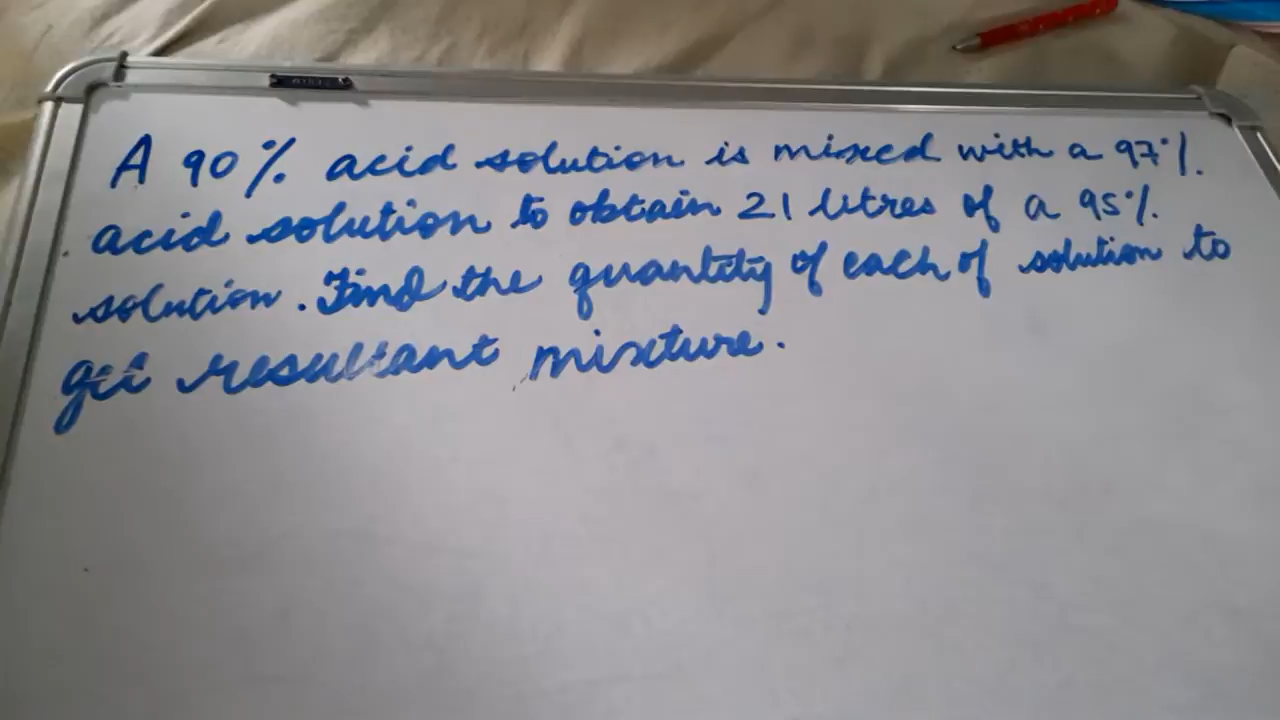 A 90% acid solution is mixed with a 97%
acid solution to obtain 21 litres of a 95%
solution. Find the quantity of each of solution to
get resultant mixture.